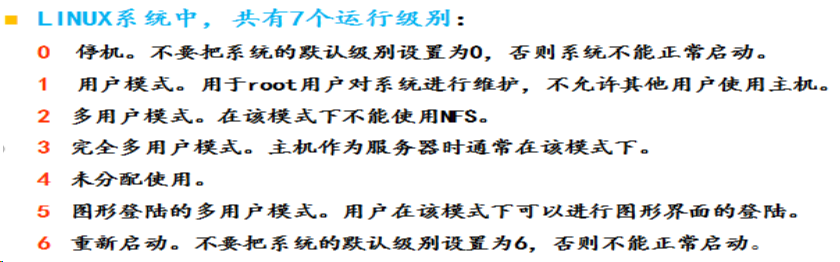 LINUX系统中，共有7个运行级别：
0 停机。不要把系统的默认级别设置为0，否则系统不能正常启动。
1 用户模式。用于root用户对系统进行维护，不允许其他用户使用主机。
2 多用户模式。在该模式下不能使用NFS。
3 完全多用户模式。主机作为服务器时通常在该模式下。
4 未分配使用。
5 图形登陆的多用户模式。用户在该模式下可以进行图形界面的登陆。
6 重新启动。不要把系统的默认级别设置为6，否则不能正常启动。